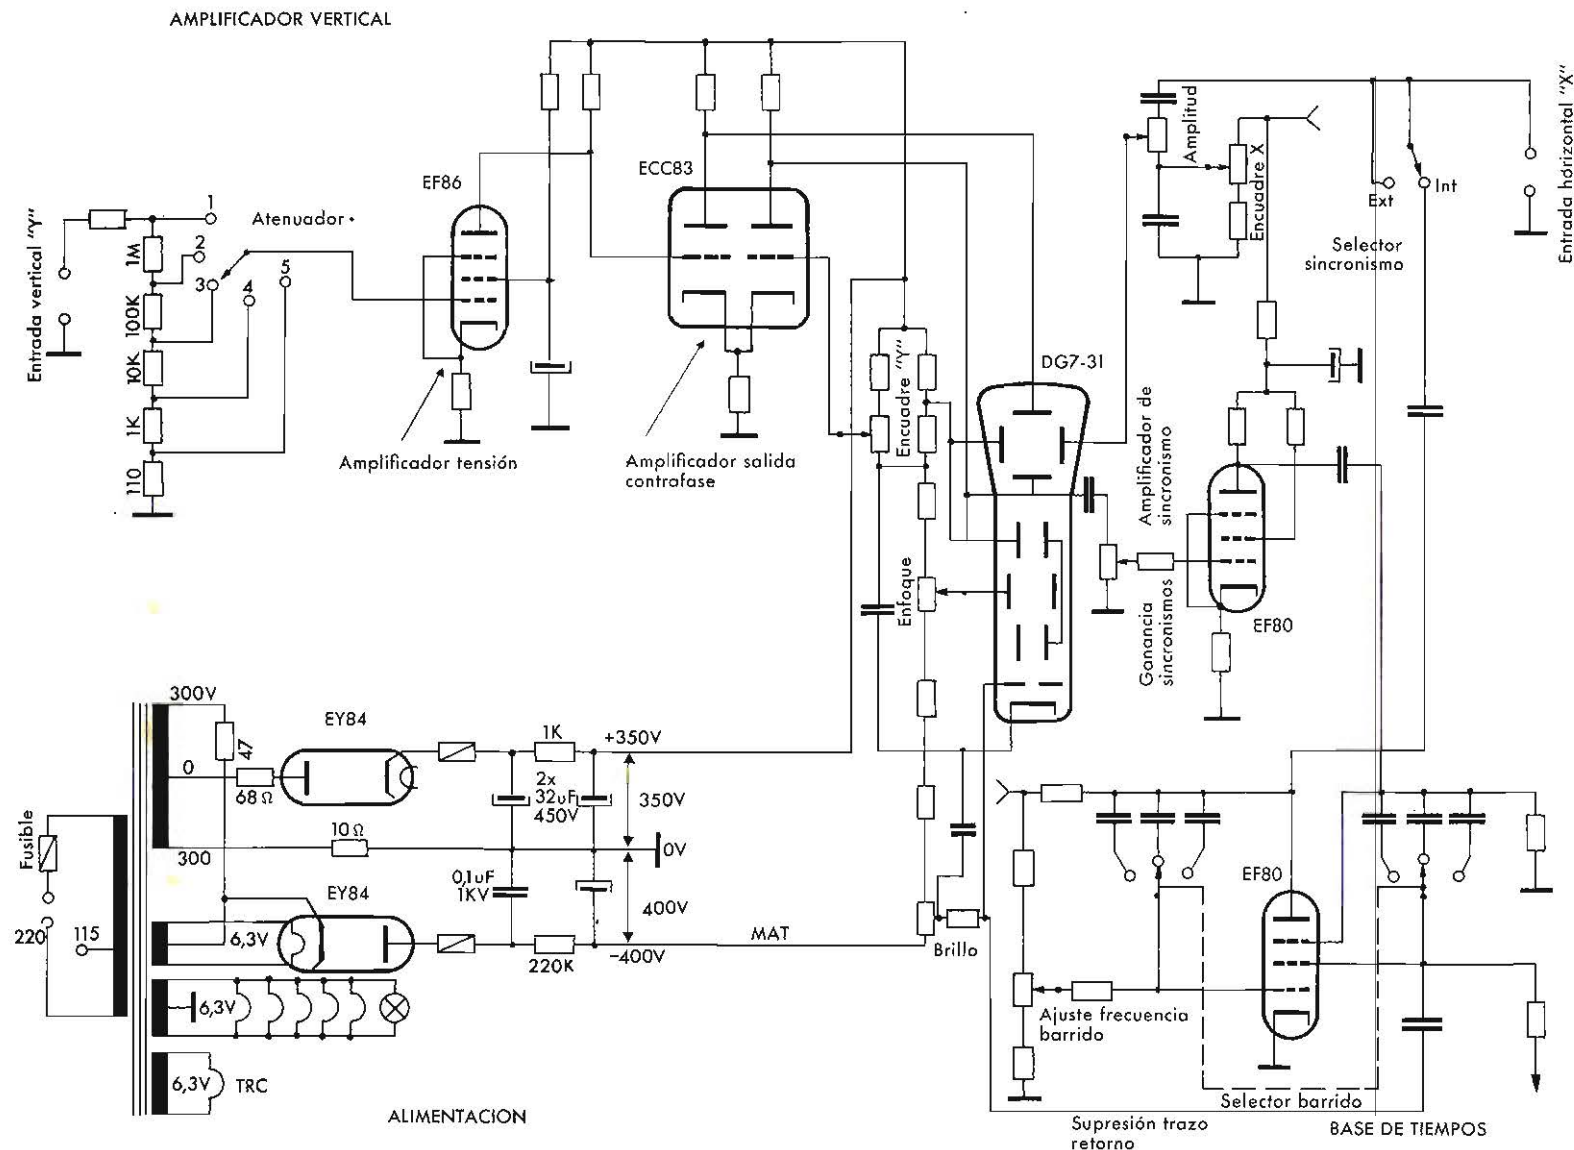 AMPLIFICADOR VERTICAL
Entrada vertical "Y"
1M
100K
10K
1K
110
1
2
3
4
5
Atenuador
EF86
Amplificador tensión
ECC83
Amplificador salida
contrafase
Encuadre "Y"
Enfoque
DG7-31
Amplitud
Encuadre X
Ext
Int
Selector
sincronismo
Entrada hórizontal "X"
Amplificador de
sincronismo
Ganancia
sincronismos
EF80
300V
0
300
47
68Ω
EY84
1K
+350V
2x
32uF
450V
350V
10Ω
0V
0,1uF
1KV
400V
EY84
220K
-400V
MAT
Brillo
Fusible
220
115
6,3V
6,3V
6,3V
TRC
ALIMENTACION
EF80
Ajuste frecuencia
barrido
Selector barrido
Supresión trazo
retorno
BASE DE TIEMPOS